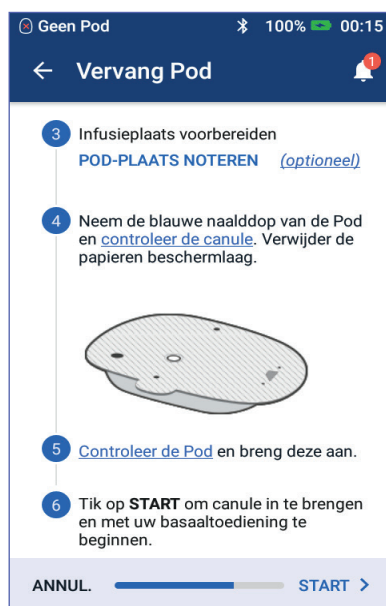 Geen Pod 100% 00:15
Vervang Pod 1
3 Infusieplaats voorbereiden
POD-PLAATS NOTEREN (optioneel)
4 Neem de blauwe naalddop van de Pod
en controleer de canule. Verwijder de
papieren beschermlaag.
5 Controleer de Pod en breng deze aan.
6 Tik op START om canule in te brengen
en met uw basaaltoediening te
beginnen.
ANNUL. START